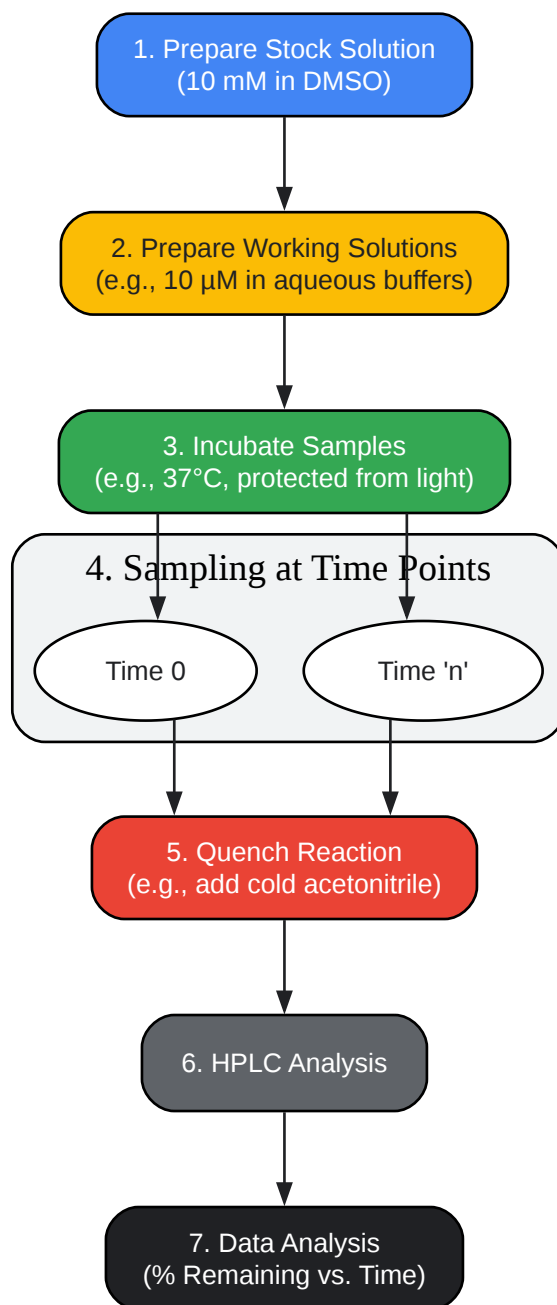 1. Prepare Stock Solution
(10 mM in DMSO)
2. Prepare Working Solutions
(e.g., 10 µM in aqueous buffers)
3. Incubate Samples
(e.g., 37°C, protected from light)
4. Sampling at Time Points
Time 0
Time 'n'
5. Quench Reaction
(e.g., add cold acetonitrile)
6. HPLC Analysis
7. Data Analysis
(% Remaining vs. Time)